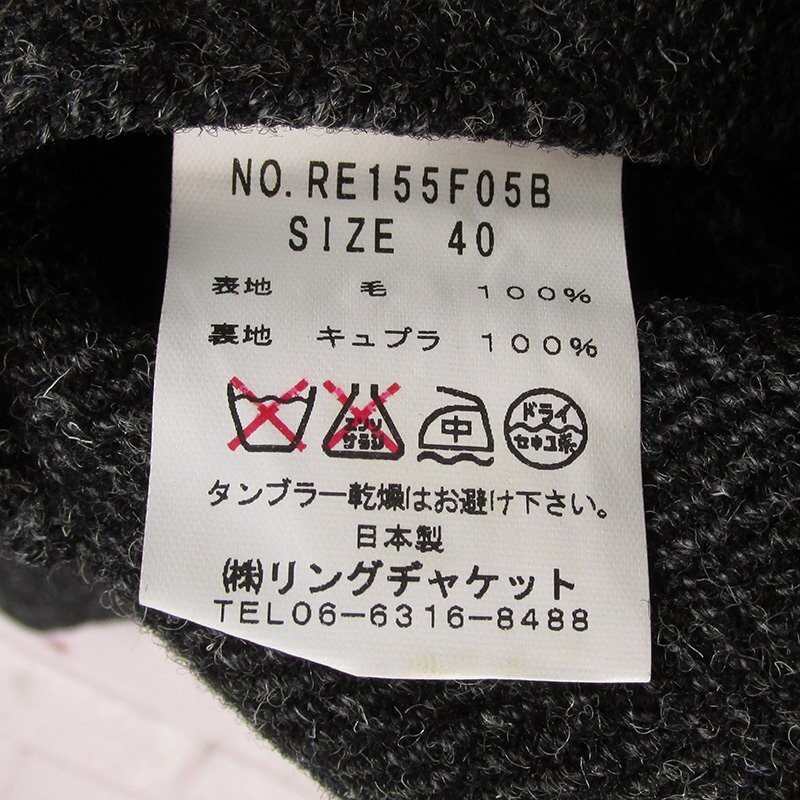 NO. RE155F05B
SIZE 40
表地 毛 100%
裏地 キュプラ 100%
エンソ サラシ 中 ドライ セキユ系
タンブラー乾燥はお避け下さい。
日本製
(株)リングヂャケット
TEL06-6316-8488